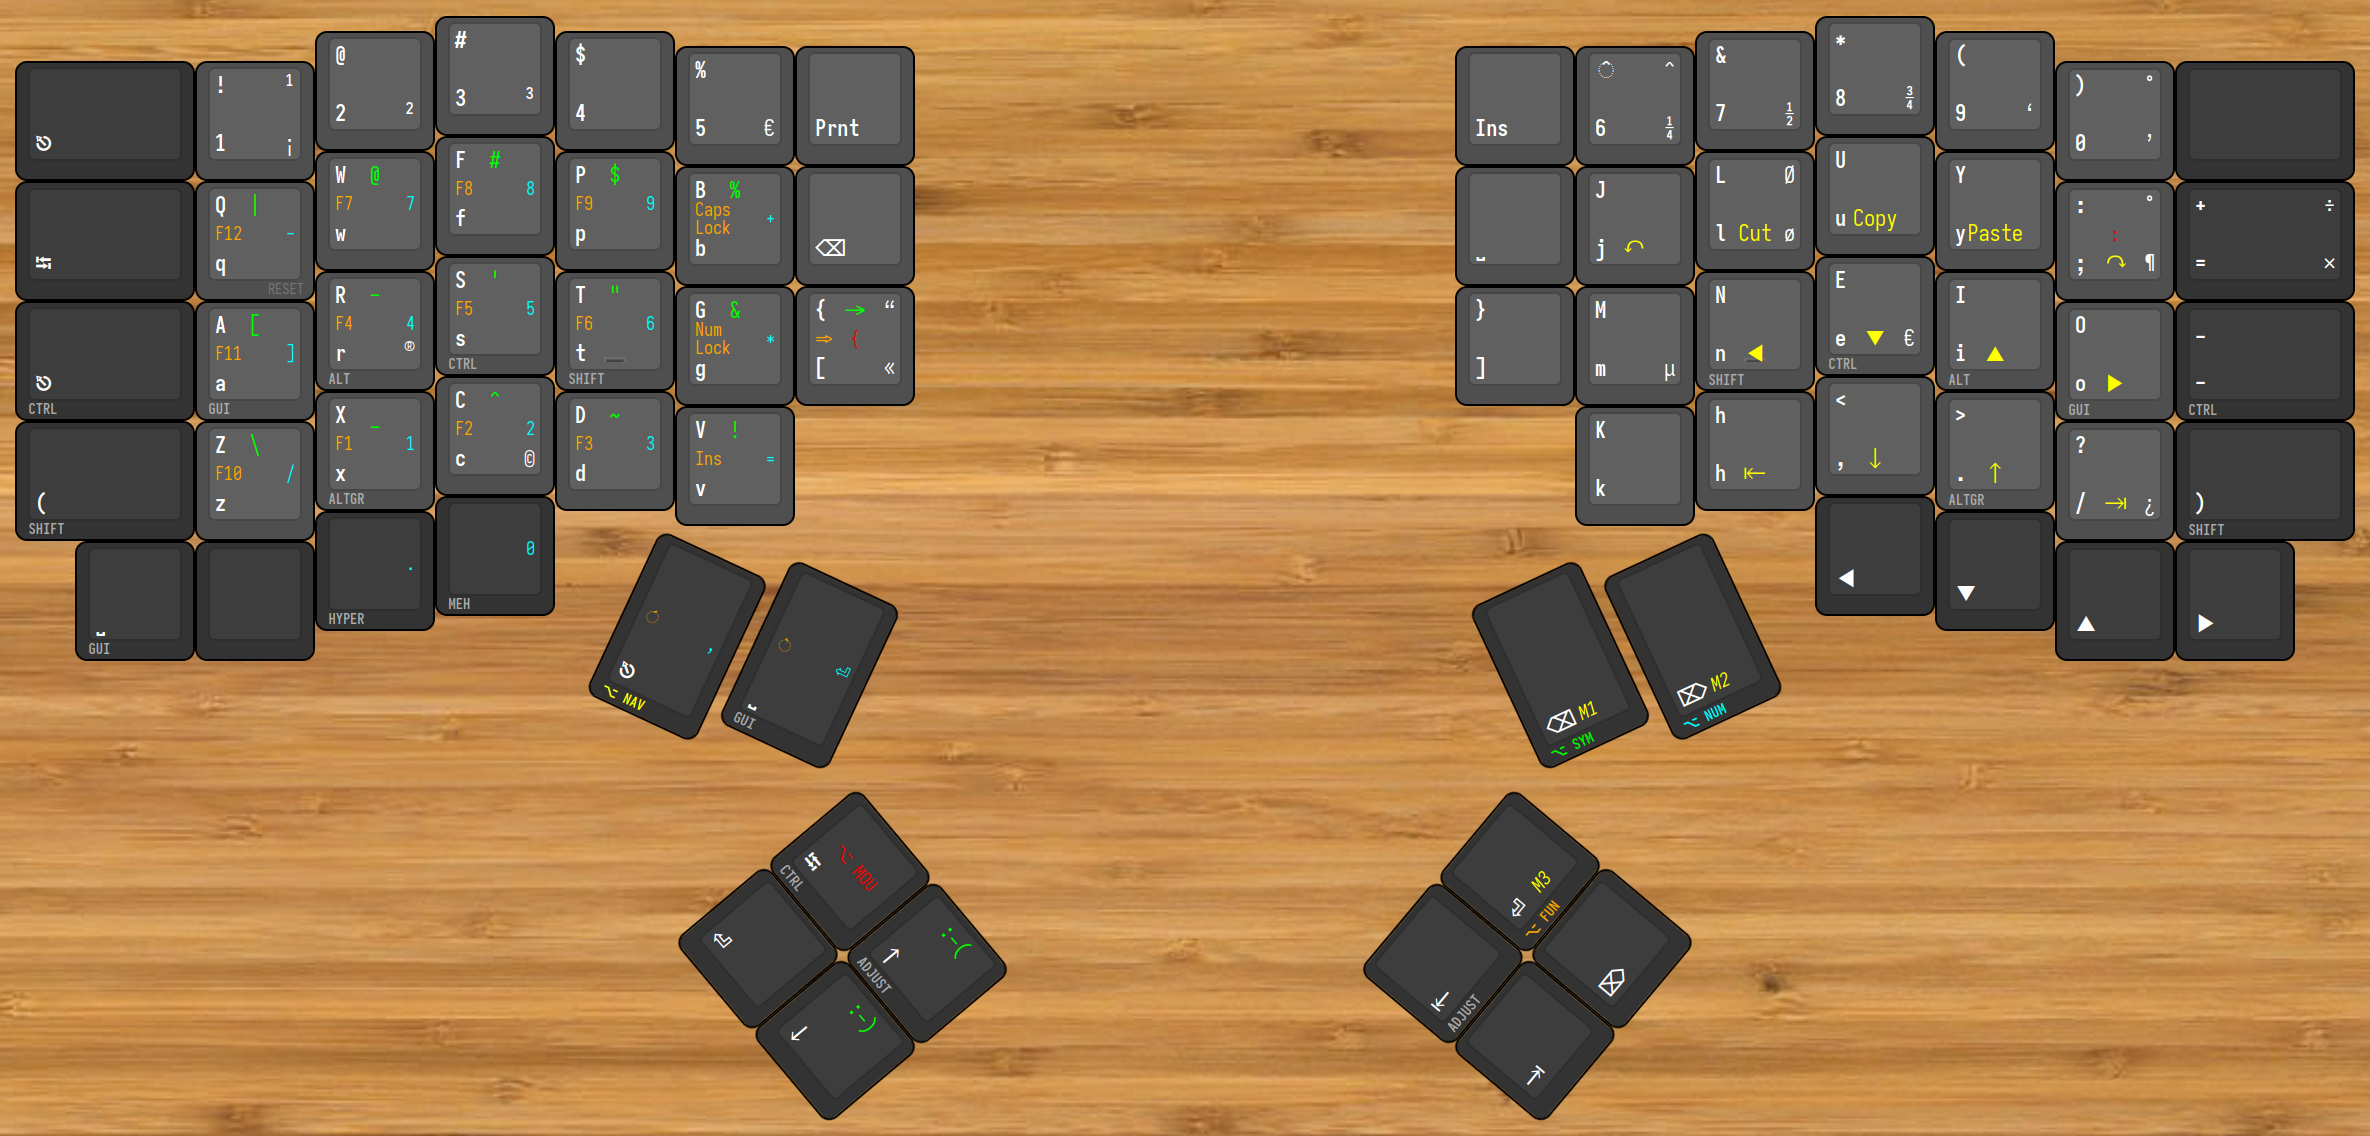 ⎋
! 1
1 ¡
@
2 2
#
3 3
$
4
%
5 €
Prnt
Ins
◌̂ ^
6 ¼
&
7 ½
*
8 ¾
(
9 ‘
) °
0 ’
↹
Q |
F12 -
q
RESET
W @
F7 7
w
F #
F8 8
f
P $
F9 9
p
B %
Caps
Lock +
b
⌫
␣
J
j ↶
L Ø
l Cut ø
U
u Copy
Y
y Paste
: °
:
; ↷ ¶
+ ÷
= ×
⎋
CTRL
A [
F11 ]
a
GUI
R –
F4 4
r ®
ALT
S '
F5 5
s
CTRL
T "
F6 6
t
SHIFT
G &
Num
Lock *
g
{ → “
⇒ {
[ «
}
]
M
m µ
N
n ◀
SHIFT
E
e ▼ €
CTRL
I
i ▲
ALT
O
o ▶
GUI
–
-
CTRL
(
SHIFT
Z \
F10 /
z
X _
F1 1
x
ALTGR
C ^
F2 2
c ©
D ~
F3 3
d
V !
Ins =
v
K
k
h
h ⇤
<
, ↓
>
. ↑
ALTGR
?
/ ⇥ ¿
)
SHIFT
␣
GUI
.
HYPER
0
MEH
,
⎋
⌥ NAV
⏎
␣
GUI
⌫ M1
⌥ SYM
⌦ M2
⌥ NUM
◀
▼
▲
▶
↹ ⌥ MOU
CTRL
↑ :-(
ADJUST
↓ :-)
⏎ M3
⌥ FUN
⌦
⇤
ADJUST
⇥